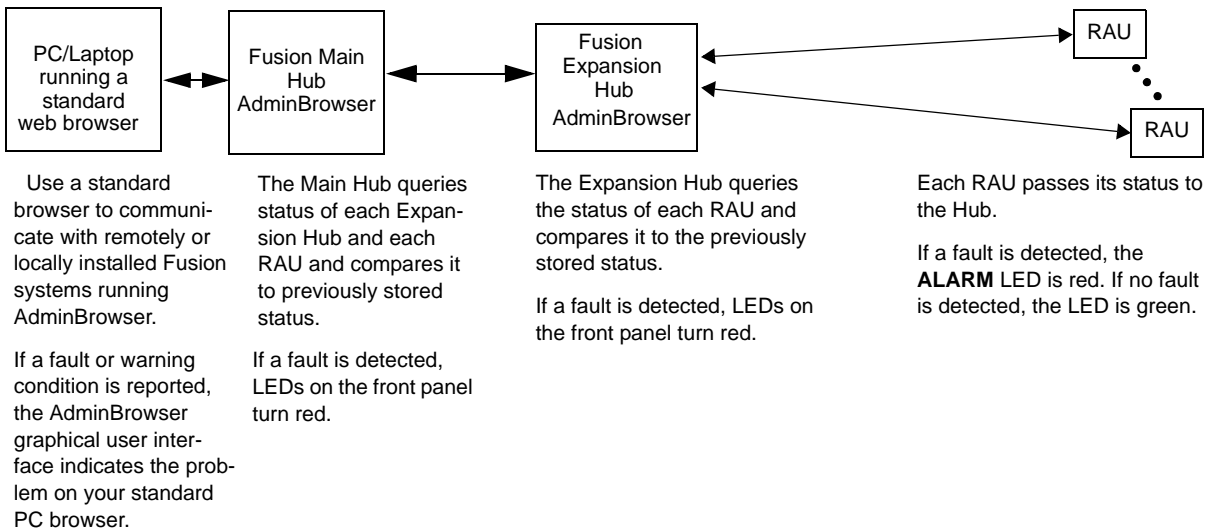 PC/Laptop
running a
standard
web browser
Fusion Main
Hub
AdminBrowser
Fusion
Expansion
Hub
AdminBrowser
RAU
RAU
Use a standard
browser to communi-
cate with remotely or
locally installed Fusion
systems running
AdminBrowser.
If a fault or warning
condition is reported,
the AdminBrowser
graphical user inter-
face indicates the prob-
lem on your standard
PC browser.
The Main Hub queries
status of each Expan-
sion Hub and each
RAU and compares it
to previously stored
status.
If a fault is detected,
LEDs on the front panel
turn red.
The Expansion Hub queries
the status of each RAU and
compares it to the previously
stored status.
If a fault is detected, LEDs on
the front panel turn red.
Each RAU passes its status to
the Hub.
If a fault is detected, the
ALARM LED is red. If no fault
is detected, the LED is green.